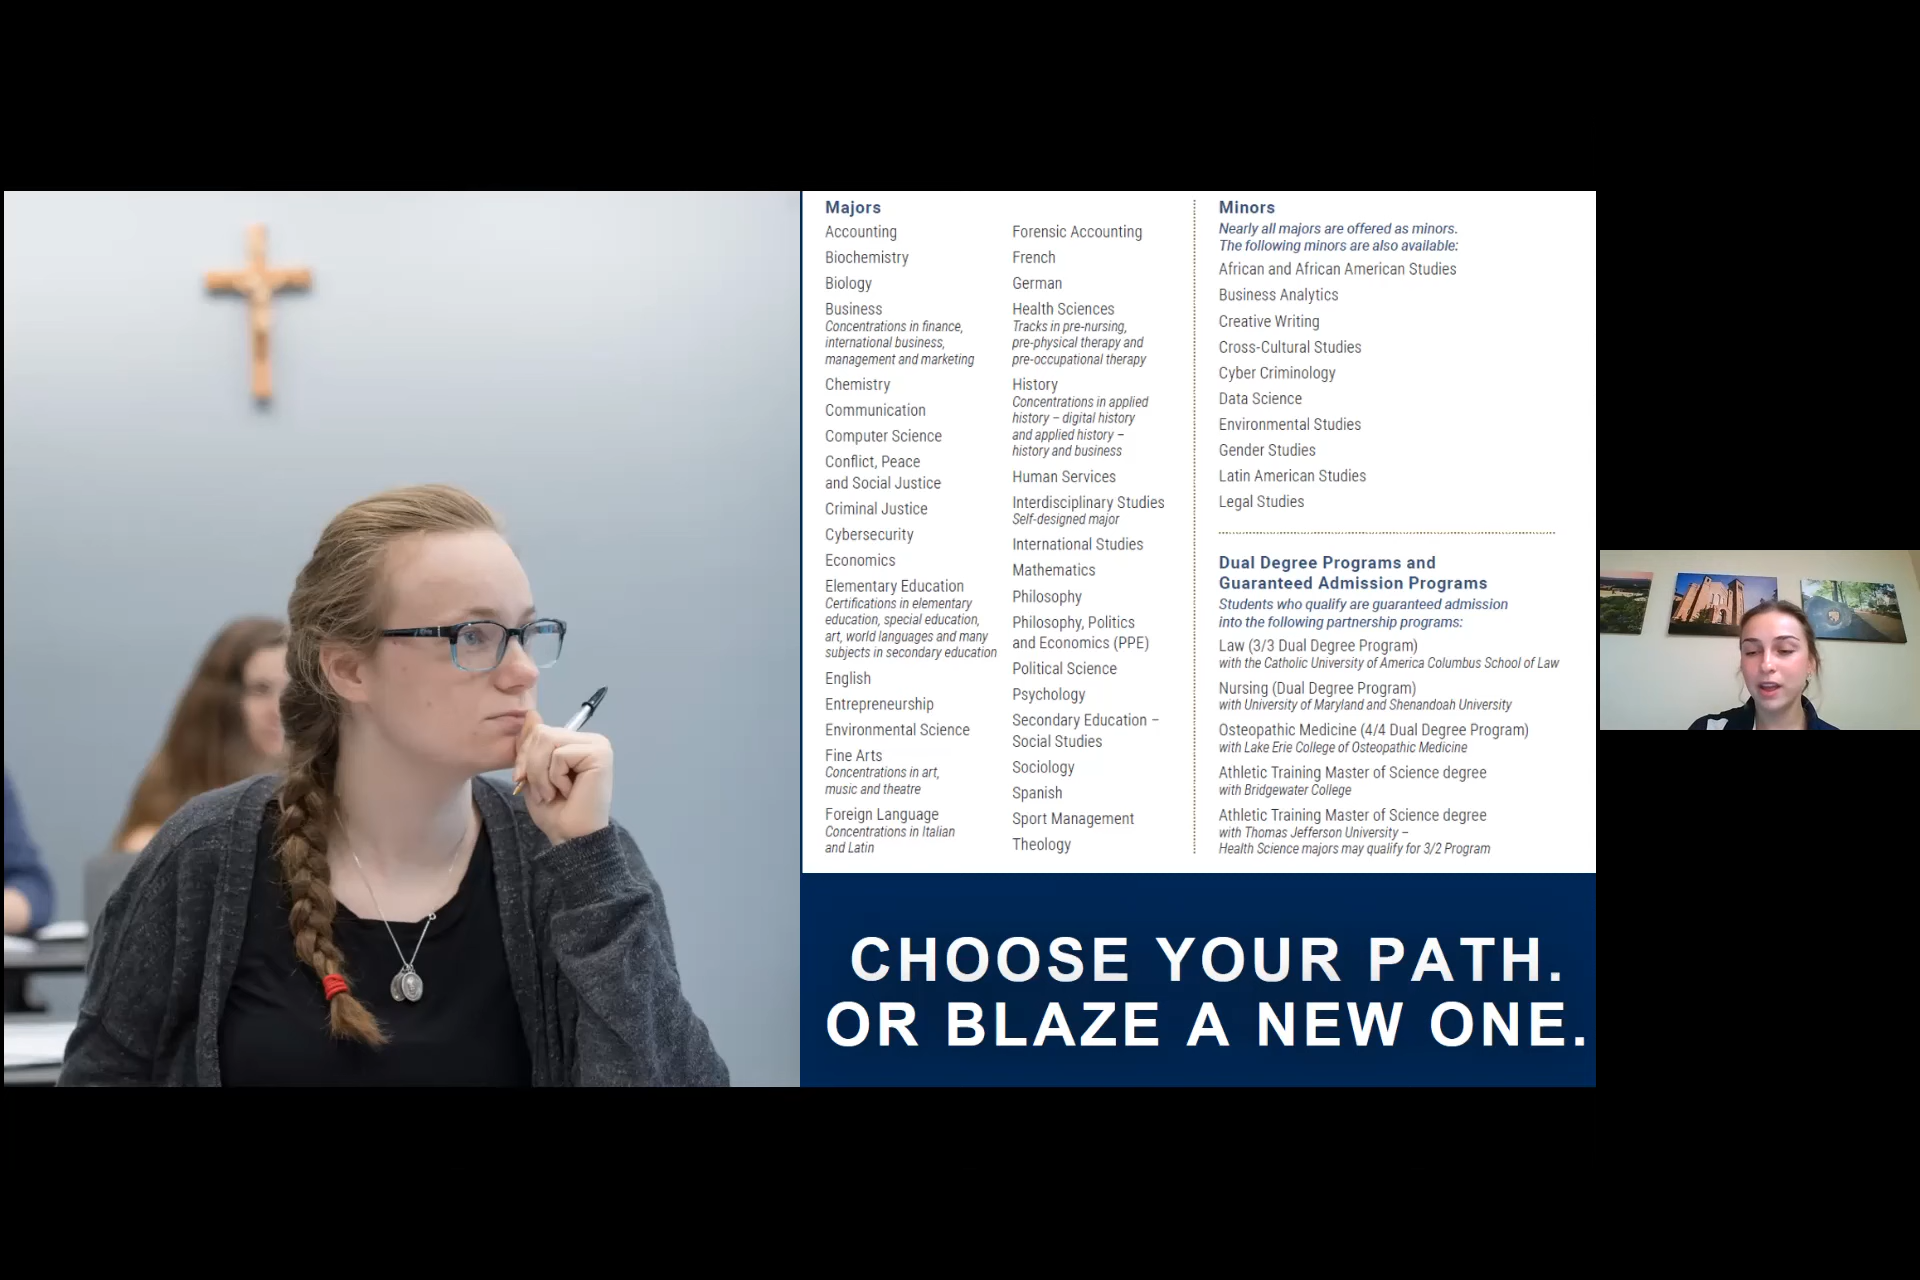 Majors
Accounting
Biochemistry
Biology
Business
Concentrations in finance,
international business,
management and marketing
Chemistry
Communication
Computer Science
Conflict, Peace
and Social Justice
Criminal Justice
Cybersecurity
Economics
Elementary Education
Certifications in elementary
education, special education,
art, world languages and many
subjects in secondary education
English
Entrepreneurship
Environmental Science
Fine Arts
Concentrations in art,
music and theatre
Foreign Language
Concentrations in Italian
and Latin
Forensic Accounting
French
German
Health Sciences
Tracks in pre-nursing,
pre-physical therapy and
pre-occupational therapy
History
Concentrations in applied
history – digital history
and applied history –
history and business
Human Services
Interdisciplinary Studies
Self-designed major
International Studies
Mathematics
Philosophy
Philosophy, Politics
and Economics (PPE)
Political Science
Psychology
Secondary Education –
Social Studies
Sociology
Spanish
Sport Management
Theology
Minors
Nearly all majors are offered as minors.
The following minors are also available:
African and African American Studies
Business Analytics
Creative Writing
Cross-Cultural Studies
Cyber Criminology
Data Science
Environmental Studies
Gender Studies
Latin American Studies
Legal Studies
Dual Degree Programs and
Guaranteed Admission Programs
Students who qualify are guaranteed admission
into the following partnership programs:
Law (3/3 Dual Degree Program)
with the Catholic University of America Columbus School of Law
Nursing (Dual Degree Program)
with University of Maryland and Shenandoah University
Osteopathic Medicine (4/4 Dual Degree Program)
with Lake Erie College of Osteopathic Medicine
Athletic Training Master of Science degree
with Bridgewater College
Athletic Training Master of Science degree
with Thomas Jefferson University –
Health Science majors may qualify for 3/2 Program
CHOOSE YOUR PATH.
OR BLAZE A NEW ONE.